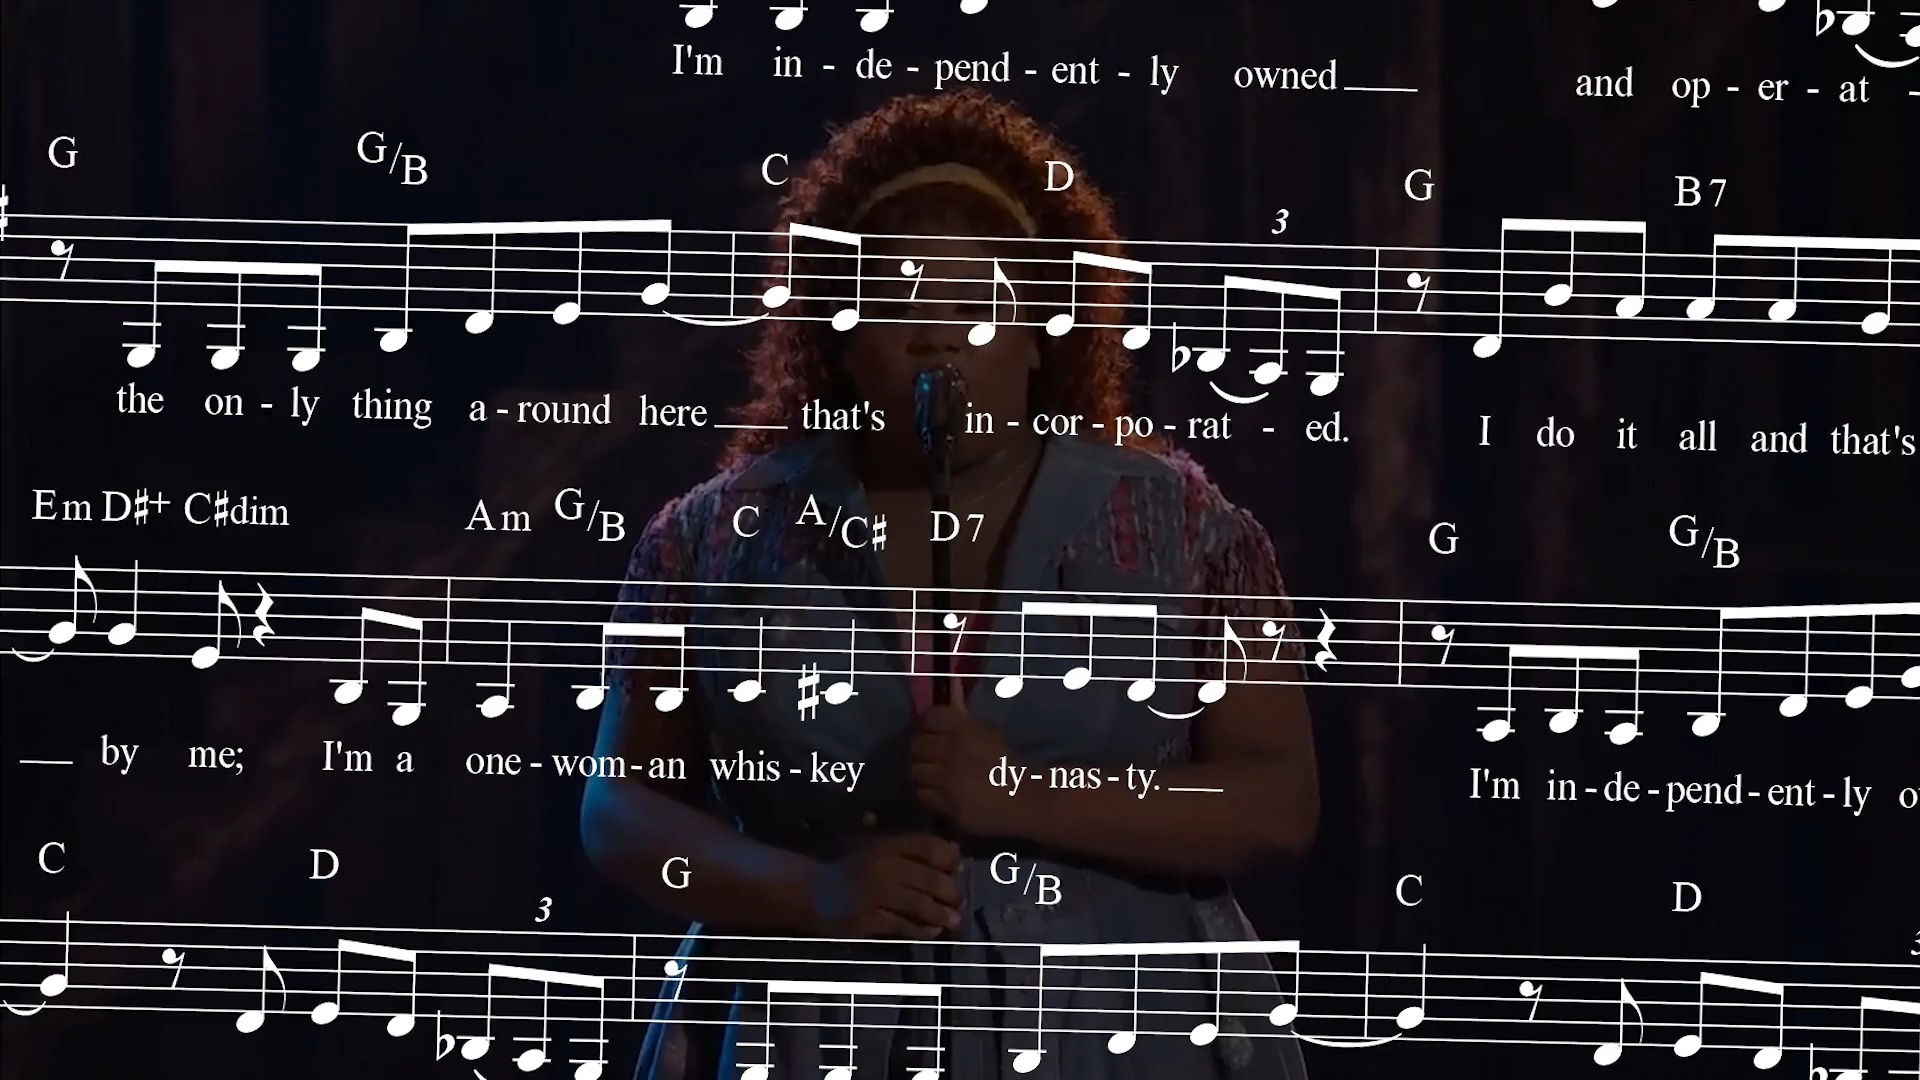 I'm in - de - pend - ent - ly owned and op - er - at -
G G/B C D G B7
3
the on - ly thing a - round here that's in - cor - po - rat - ed. I do it all and that's
Em D♯+ C♯dim Am G/B C A/C♯ D7 G G/B
by me; I'm a one - wom - an whis - key dy - nas - ty. I'm in - de - pend - ent - ly
C D G G/B C D
3